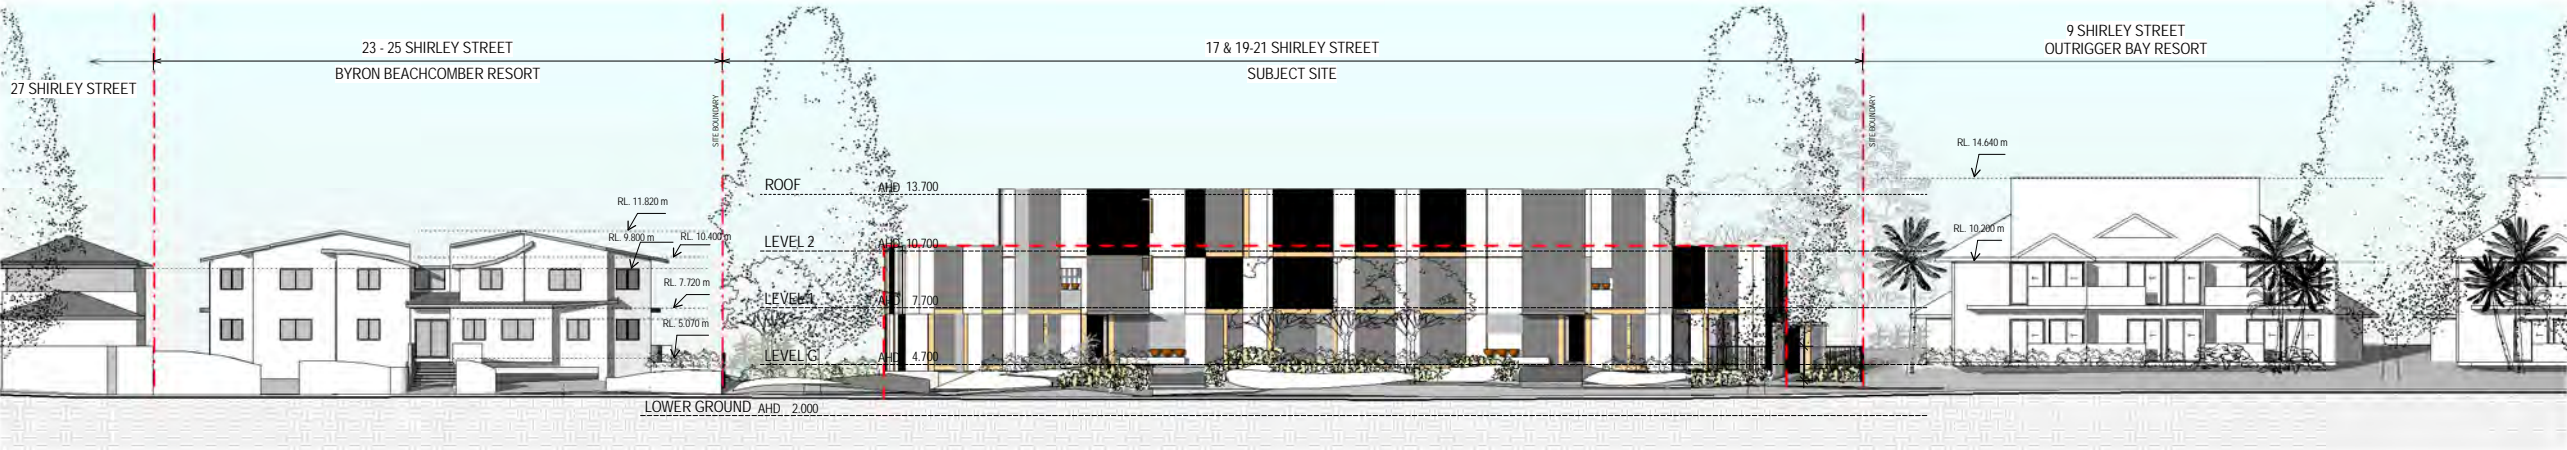 27 SHIRLEY STREET
23 - 25 SHIRLEY STREET
BYRON BEACHCOMBER RESORT
SITE BOUNDARY
17 & 19-21 SHIRLEY STREET
SUBJECT SITE
SITE BOUNDARY
9 SHIRLEY STREET
OUTRIGGER BAY RESORT
RL. 11.820 m
RL. 9.800 m
RL. 10.400 m
RL. 7.720 m
RL. 5.070 m
ROOF AHD 13.700
LEVEL 2 AHD 10.700
LEVEL 1 AHD 7.700
LEVEL G AHD 4.700
LOWER GROUND AHD 2.000
RL. 14.640 m
RL. 10.200 m